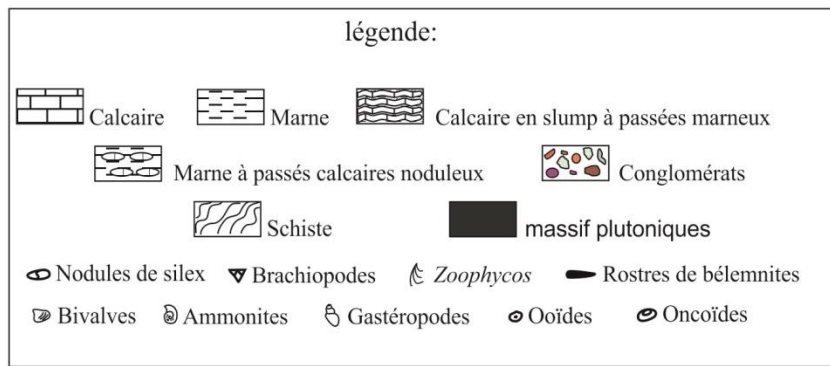 légende:
Calcaire Marne Calcaire en slump à passées marneux
Marne à passés calcaires noduleux Conglomérats
Schiste massif plutoniques
Nodules de silex Brachiopodes Zoophycos Rostres de bélemnites
Bivalves Ammonites Gastéropodes Ooïdes Oncoïdes